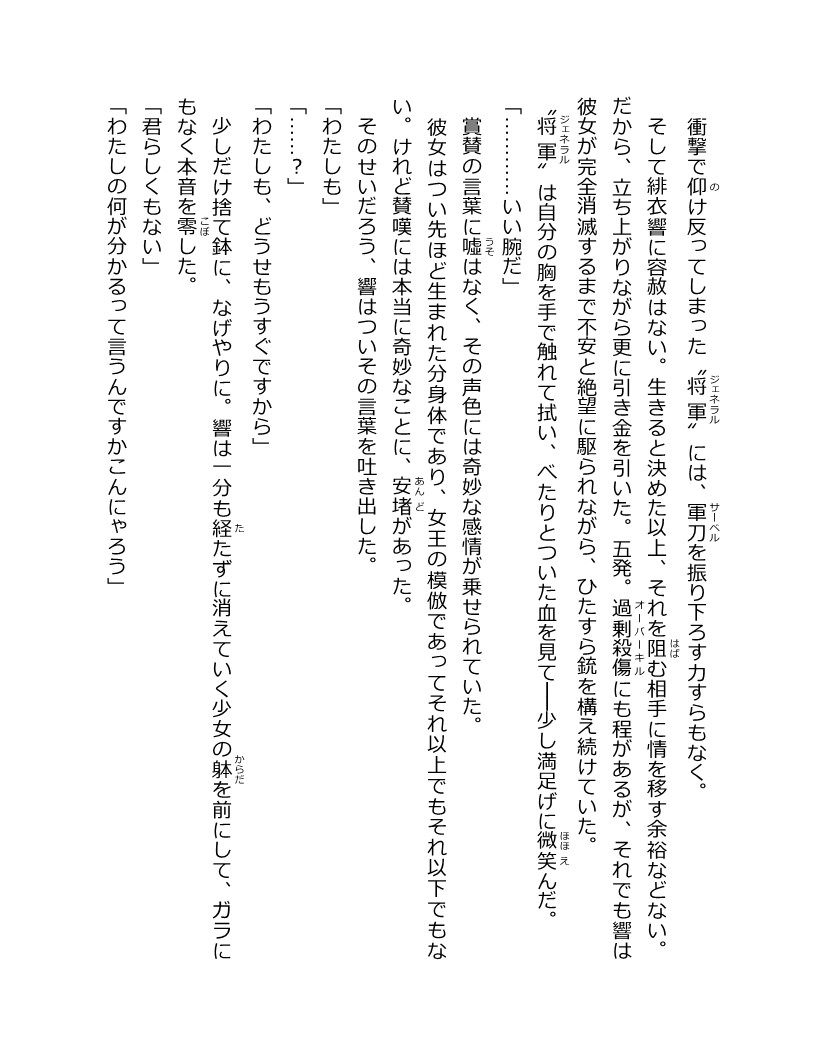 衝撃で仰け反ってしまった〝将軍〟には、軍刀を振り下ろす力すらもなく。
そして緋衣響に容赦はない。生きると決めた以上、それを阻む相手に情を移す余裕などない。
だから、立ち上がりながら更に引き金を引いた。五発。過剰殺傷にも程があるが、それでも響は
彼女が完全消滅するまで不安と絶望に駆られながら、ひたすら銃を構え続けていた。
〝将軍〟は自分の胸を手で触れて拭い、べたりとついた血を見て――少し満足げに微笑んだ。
「…………いい腕だ」
賞賛の言葉に嘘はなく、その声色には奇妙な感情が乗せられていた。
彼女はつい先ほど生まれた分身体であり、女王の模倣であってそれ以上でもそれ以下でもな
い。けれど賛嘆には本当に奇妙なことに、安堵があった。
そのせいだろう、響はついその言葉を吐き出した。
「わたしも」
「……？」
「わたしも、どうせもうすぐですから」
少しだけ捨て鉢に、なげやりに。響は一分も経たずに消えていく少女の躰を前にして、ガラに
もなく本音を零した。
「君らしくもない」
「わたしの何が分かるって言うんですかこんにゃろう」